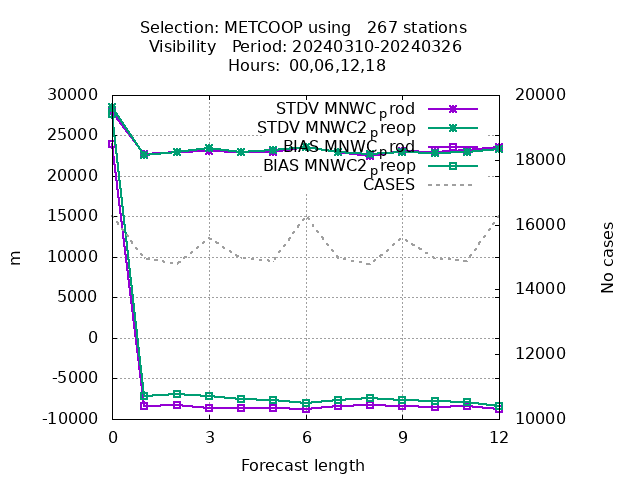 Selection: METCOOP using   267 stations
Visibility   Period: 20240310-20240326
Hours:  00,06,12,18
30000
25000
20000
15000
10000
5000
0
-5000
-10000
20000
18000
16000
14000
12000
10000
STDV MNWC_prod
STDV MNWC2_preop
BIAS MNWC_prod
BIAS MNWC2_preop
CASES
m
No cases
0 3 6 9 12
Forecast length